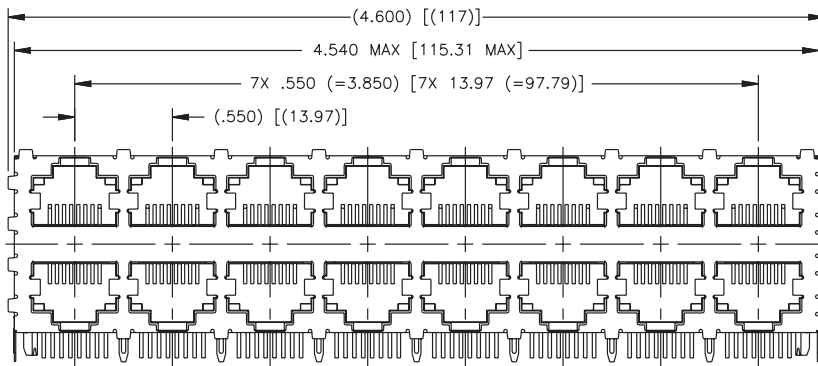 (4.600) [(117)]
4.540 MAX [115.31 MAX]
7X .550 (=3.850) [7X 13.97 (=97.79)]
(.550) [(13.97)]